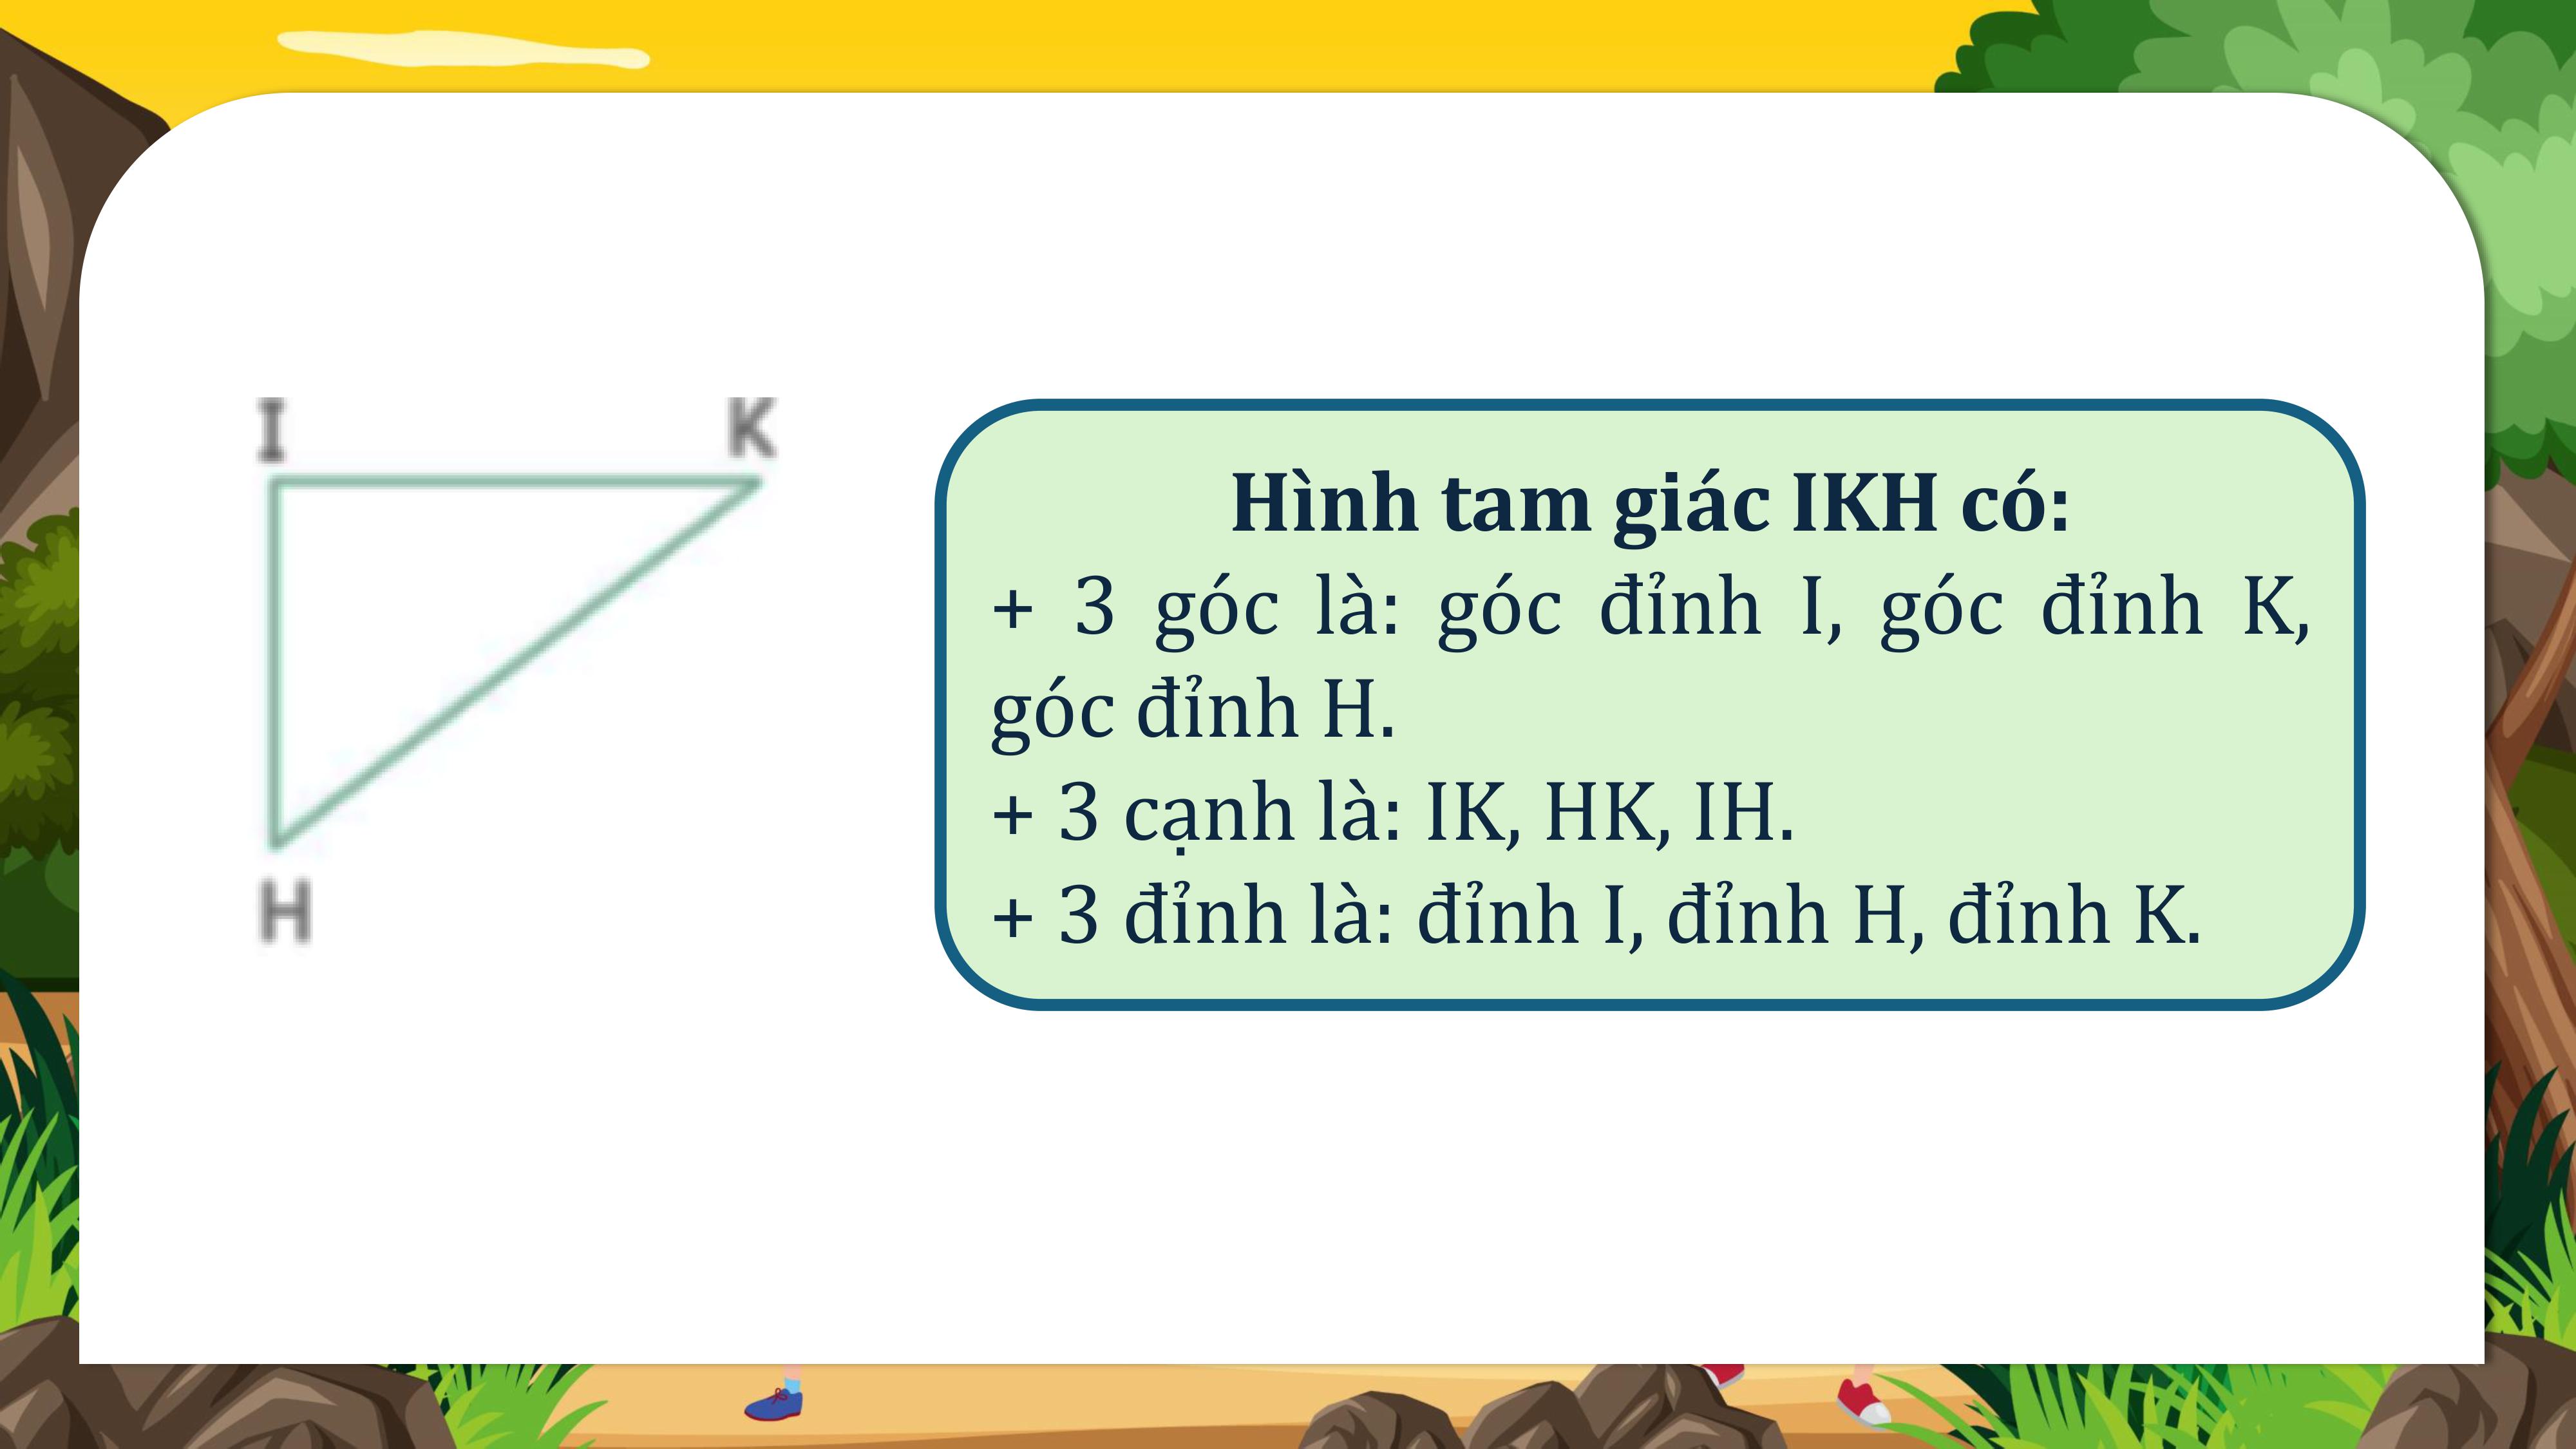 I K
H
Hình tam giác IKH có:
+ 3 góc là: góc đỉnh I, góc đỉnh K,
góc đỉnh H.
+ 3 cạnh là: IK, HK, IH.
+ 3 đỉnh là: đỉnh I, đỉnh H, đỉnh K.